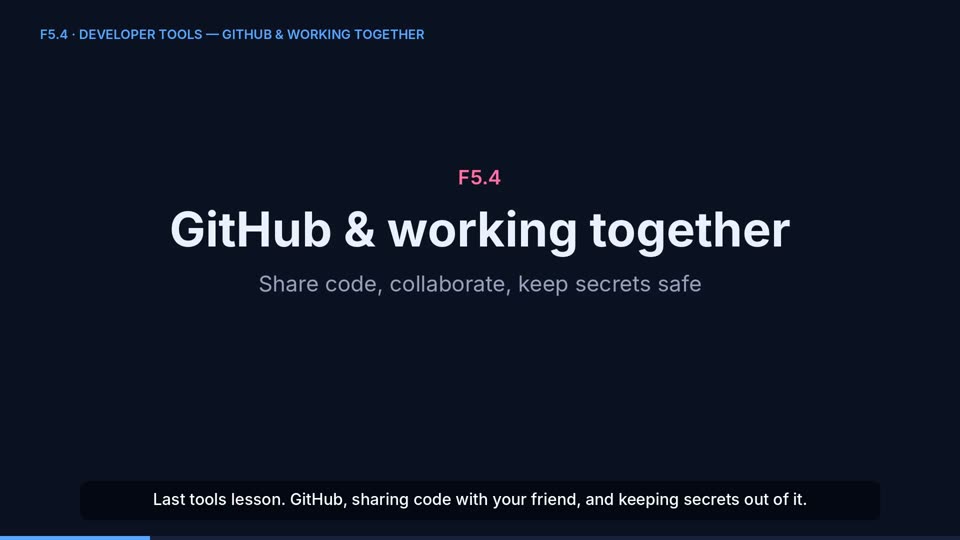 F5.4 · DEVELOPER TOOLS — GITHUB & WORKING TOGETHER
F5.4
GitHub & working together
Share code, collaborate, keep secrets safe
Last tools lesson. GitHub, sharing code with your friend, and keeping secrets out of it.